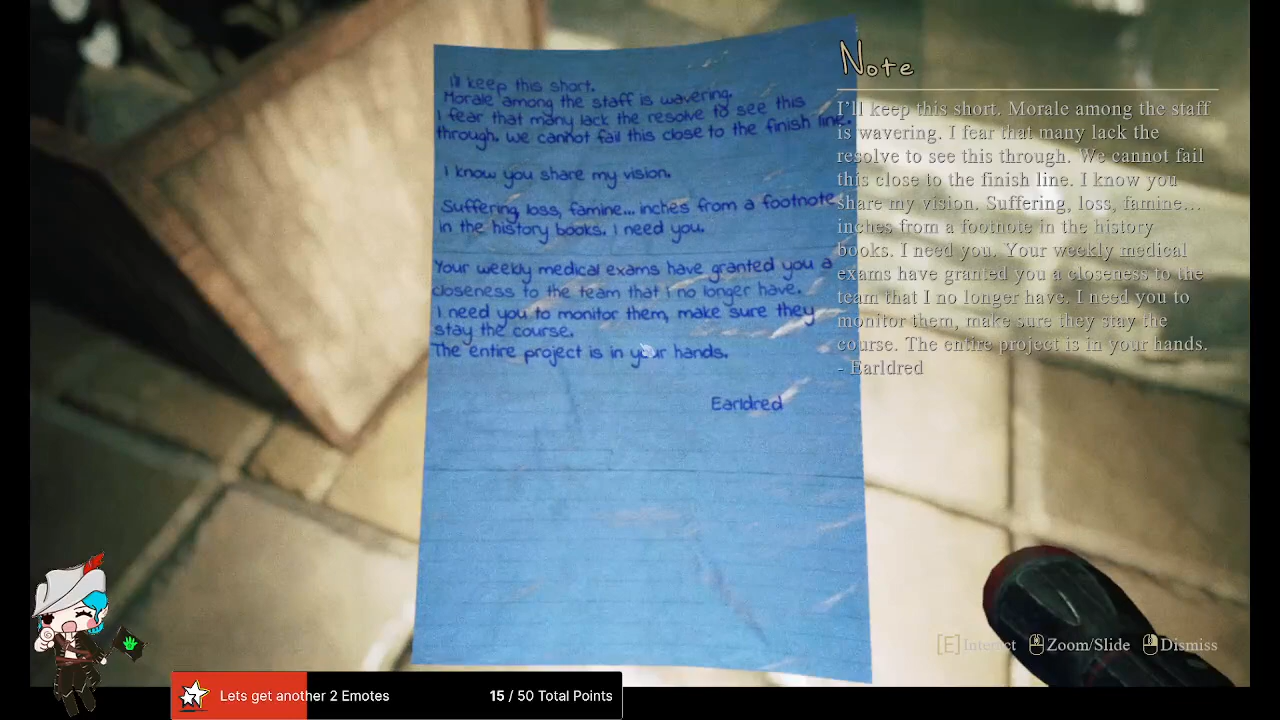 I'll keep this short.
Morale among the staff is wavering.
I fear that many lack the resolve to see this
through. We cannot fail this close to the finish line.
I know you share my vision.
Suffering, loss, famine... inches from a footnote
in the history books. I need you.
Your weekly medical exams have granted you a
closeness to the team that I no longer have.
I need you to monitor them, make sure they
stay the course.
The entire project is in your hands.
Earldred
Note
I'll keep this short. Morale among the staff
is wavering. I fear that many lack the
resolve to see this through. We cannot fail
this close to the finish line. I know you
share my vision. Suffering, loss, famine...
inches from a footnote in the history
books. I need you. Your weekly medical
exams have granted you a closeness to the
team that I no longer have. I need you to
monitor them, make sure they stay the
course. The entire project is in your hands.
- Earldred
[E] Interact Zoom/Slide Dismiss
Lets get another 2 Emotes 15 / 50 Total Points